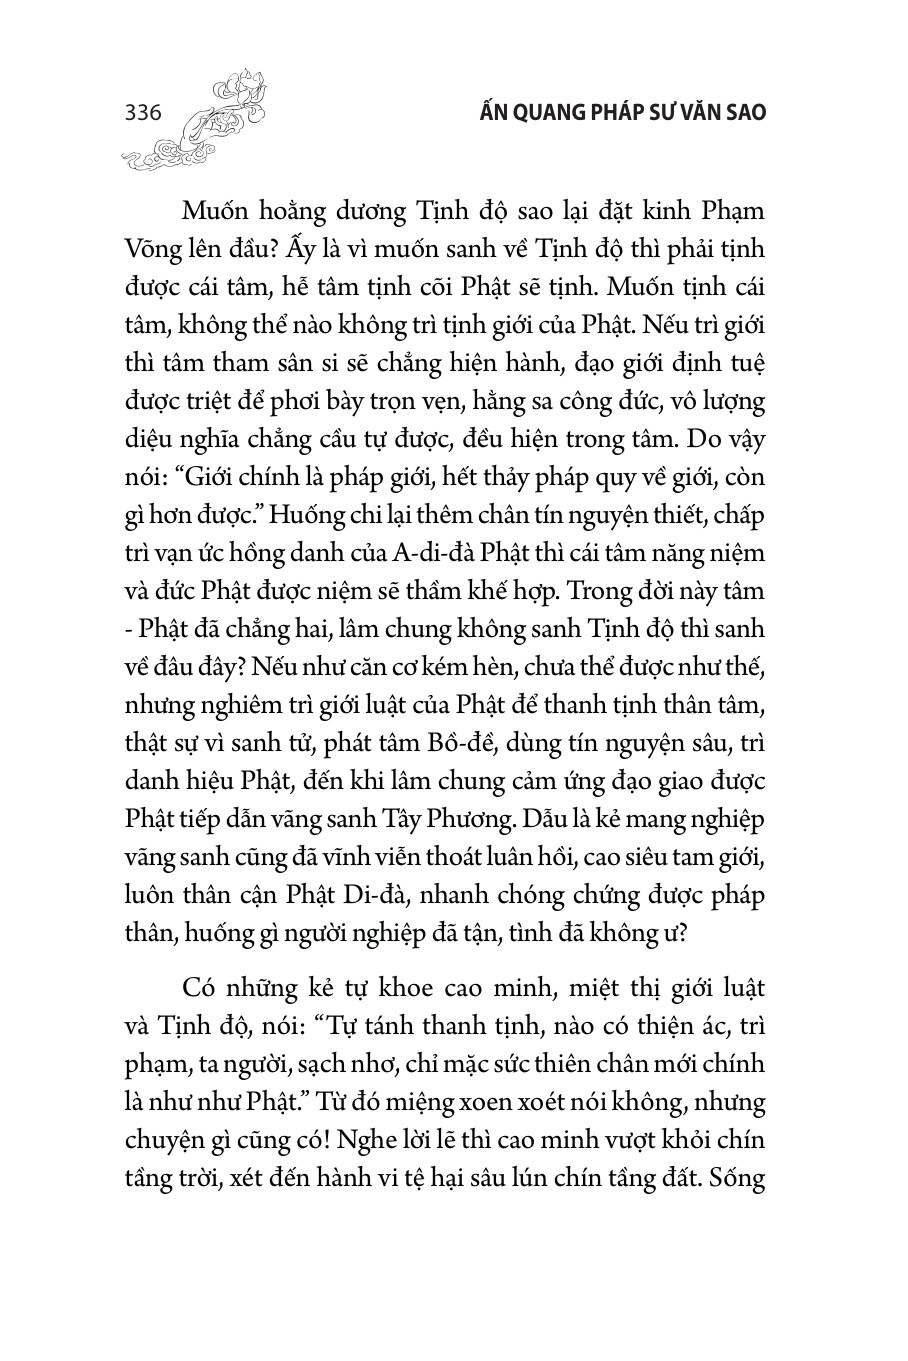 336
ẤN QUANG PHÁP SƯ VĂN SAO
Muốn hoằng dương Tịnh độ sao lại đặt kinh Phạm
Võng lên đầu? Ấy là vì muốn sanh về Tịnh độ thì phải tịnh
được cái tâm, hễ tâm tịnh cõi Phật sẽ tịnh. Muốn tịnh cái
tâm, không thể nào không trì tịnh giới của Phật. Nếu trì giới
thì tâm tham sân si sẽ chẳng hiện hành, đạo giới định tuệ
được triệt để phơi bày trọn vẹn, hằng sa công đức, vô lượng
diệu nghĩa chẳng cầu tự được, đều hiện trong tâm. Do vậy
nói: “Giới chính là pháp giới, hết thảy pháp quy về giới, còn
gì hơn được.” Huống chi lại thêm chân tín nguyện thiết, chấp
trì vạn ức hồng danh của A-di-đà Phật thì cái tâm năng niệm
và đức Phật được niệm sẽ thầm khế hợp. Trong đời này tâm
- Phật đã chẳng hai, lâm chung không sanh Tịnh độ thì sanh
về đâu đây? Nếu như căn cơ kém hèn, chưa thể được như thế,
nhưng nghiêm trì giới luật của Phật để thanh tịnh thân tâm,
thật sự vì sanh tử, phát tâm Bồ-đề, dùng tín nguyện sâu, trì
danh hiệu Phật, đến khi lâm chung cảm ứng đạo giao được
Phật tiếp dẫn vãng sanh Tây Phương. Dẫu là kẻ mang nghiệp
vãng sanh cũng đã vĩnh viễn thoát luân hồi, cao siêu tam giới,
luôn thân cận Phật Di-đà, nhanh chóng chứng được pháp
thân, huống gì người nghiệp đã tận, tình đã không ư?
Có những kẻ tự khoe cao minh, miệt thị giới luật
và Tịnh độ, nói: “Tự tánh thanh tịnh, nào có thiện ác, trì
phạm, ta người, sạch nhơ, chỉ mặc sức thiên chân mới chính
là như như Phật.” Từ đó miệng xoen xoét nói không, nhưng
chuyện gì cũng có! Nghe lời lẽ thì cao minh vượt khỏi chín
tầng trời, xét đến hành vi tệ hại sâu lún chín tầng đất. Sống